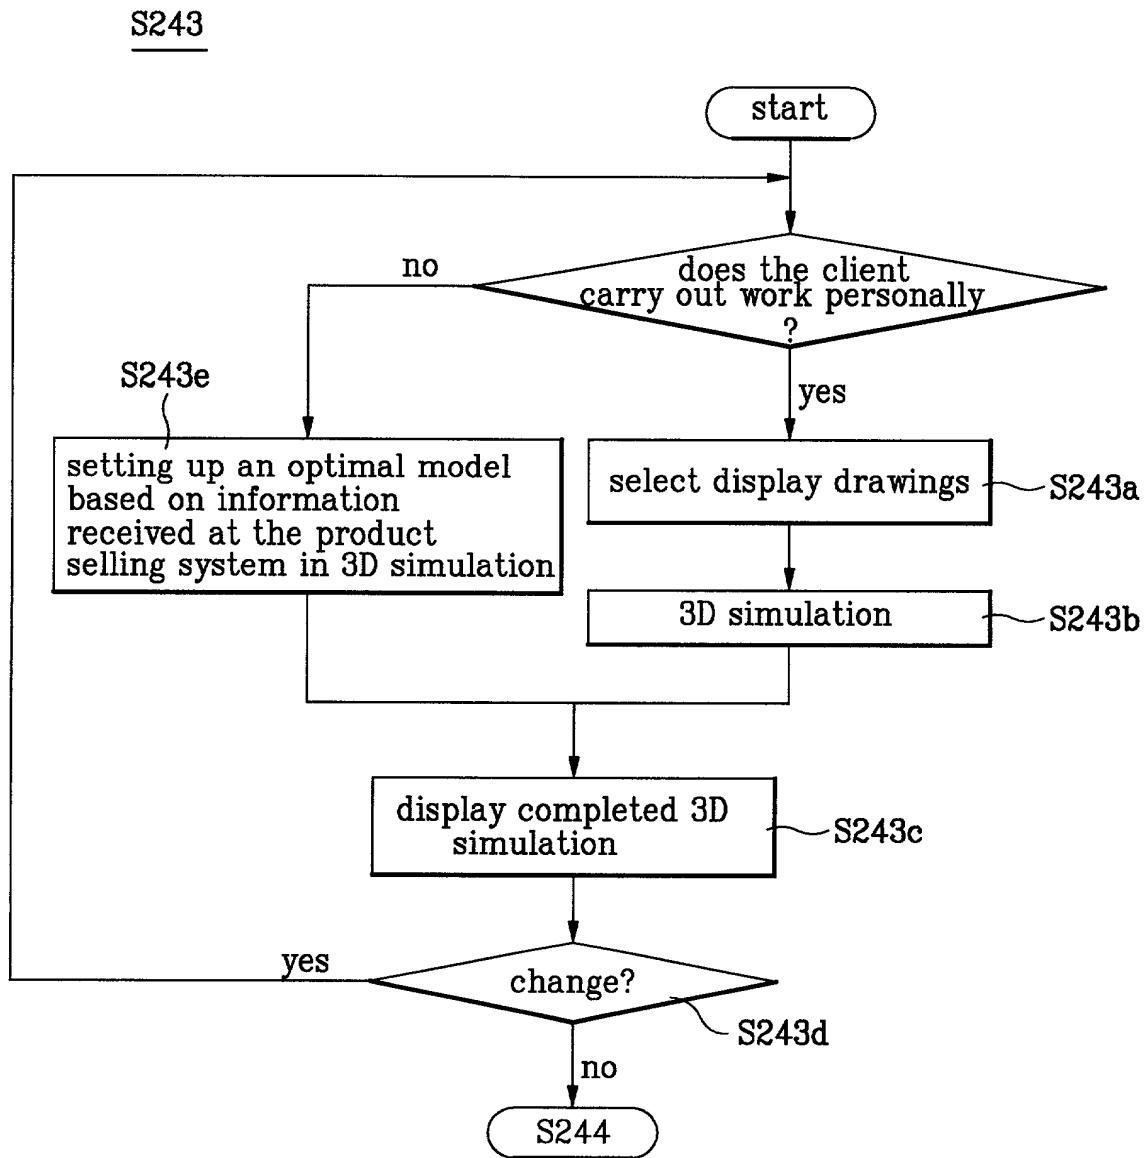 S243
start
no
does the client
carry out work personally
?
S243e
yes
setting up an optimal model
based on information
received at the product
selling system in 3D simulation
select display drawings
S243a
3D simulation
S243b
display completed 3D
simulation
S243c
yes
change?
S243d
no
S244